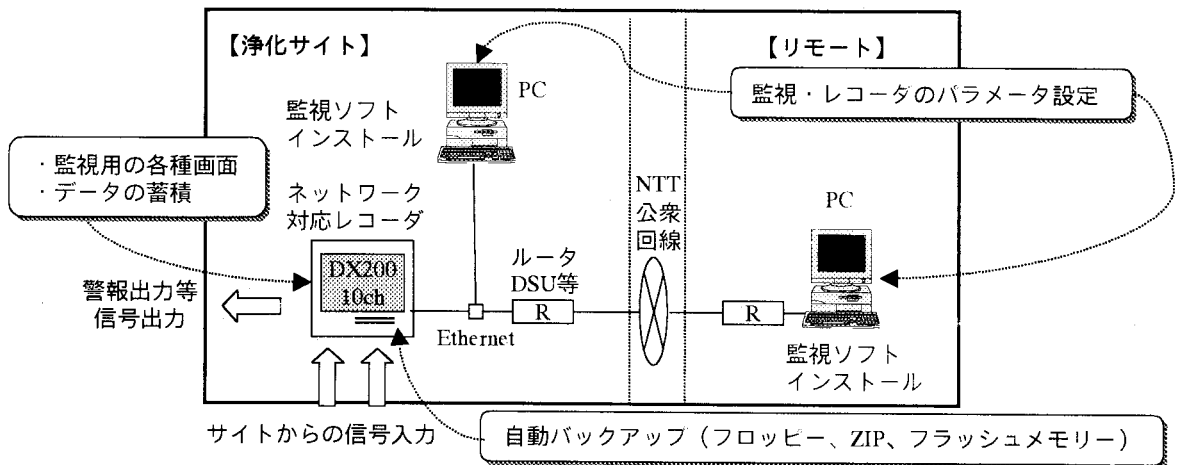 【浄化サイト】
【リモート】
PC
監視ソフト
インストール
監視・レコーダのパラメータ設定
・監視用の各種画面
・データの蓄積
ネットワーク
対応レコーダ
NTT
公衆
回線
PC
ルータ
DSU等
DX200
10ch
警報出力等
信号出力
R
R
Ethernet
監視ソフト
インストール
サイトからの信号入力
自動バックアップ（フロッピー、ZIP、フラッシュメモリー）